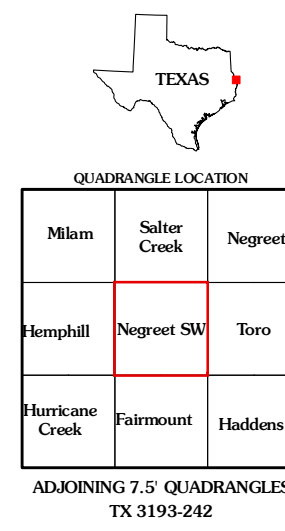 TEXAS
QUADRANGLE LOCATION
Milam
Salter
Creek
Negreet
Hemphill
Negreet SW
Toro
Hurricane
Creek
Fairmount
Haddens
ADJOINING 7.5' QUADRANGLES
TX 3193-242